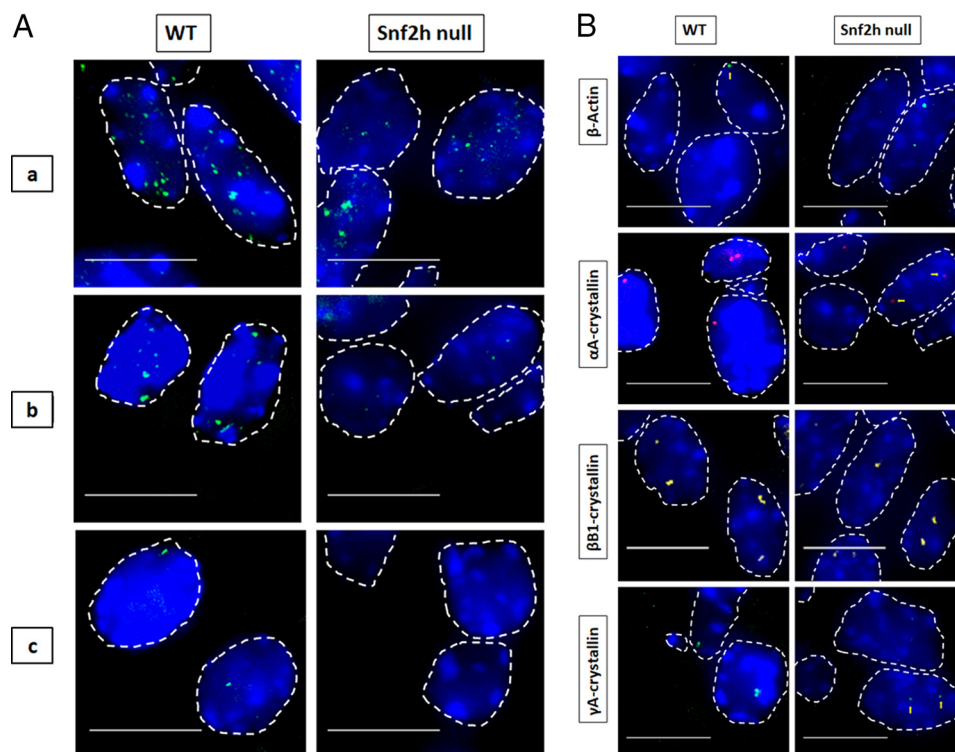 A
WT
Snf2h null
a
b
c
B
WT
Snf2h null
β-Actin
αA-crystallin
βB1-crystallin
γA-crystallin